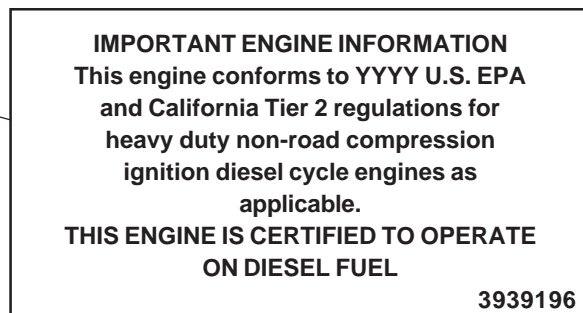 IMPORTANT ENGINE INFORMATION
This engine conforms to YYYY U.S. EPA
and California Tier 2 regulations for
heavy duty non-road compression
ignition diesel cycle engines as
applicable.
THIS ENGINE IS CERTIFIED TO OPERATE
ON DIESEL FUEL
3939196